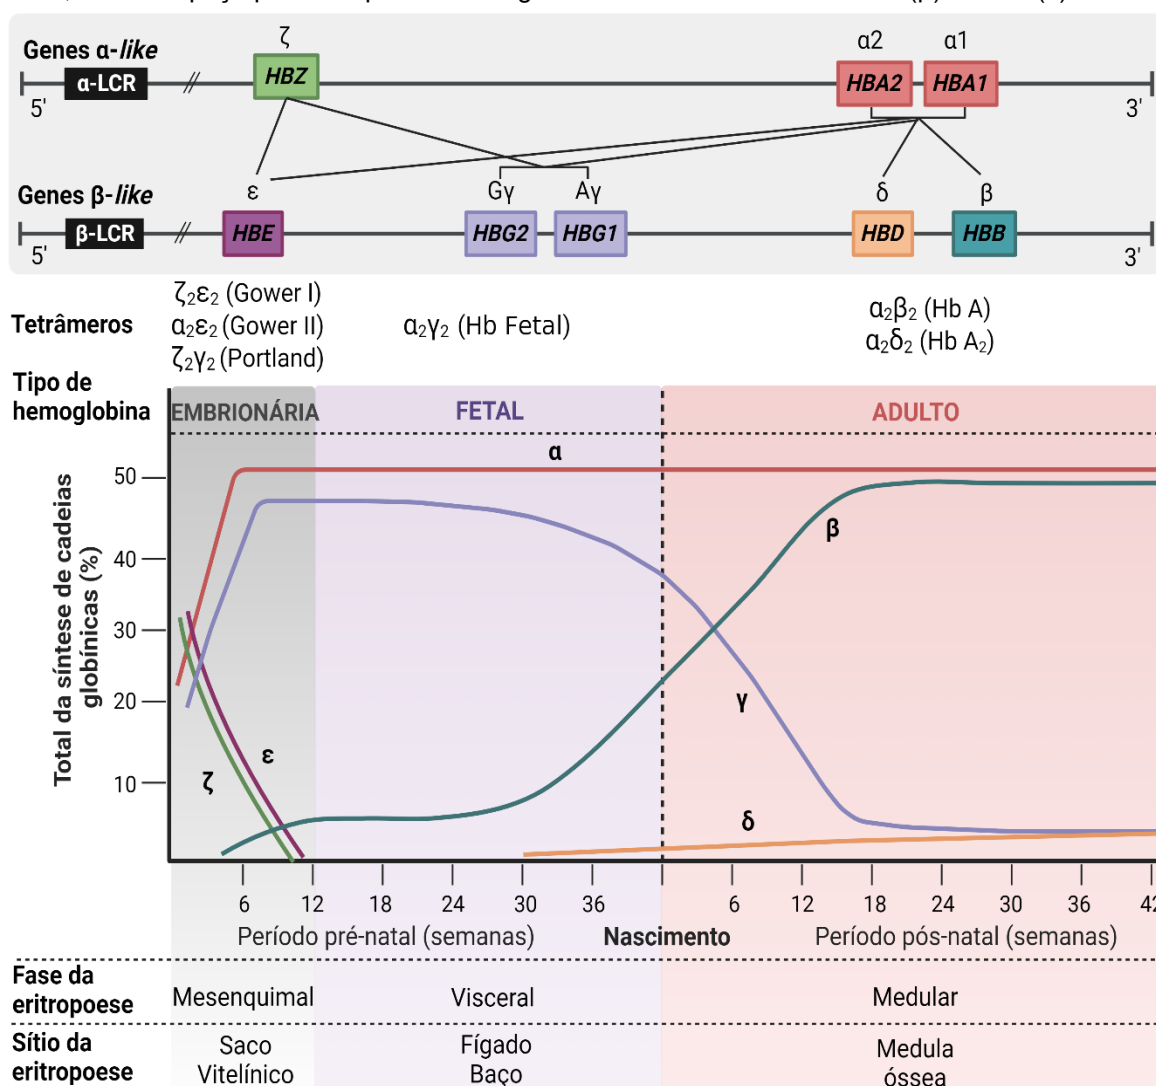 ζ α2 α1
Genes α-like
α-LCR HBZ HBA2 HBA1
5' 3'
ε Gγ Aγ δ β
Genes β-like
β-LCR HBE HBG2 HBG1 HBD HBB
5' 3'
Tetrâmeros
ζ₂ε₂ (Gower I)
α₂ε₂ (Gower II)
ζ₂γ₂ (Portland)
α₂γ₂ (Hb Fetal)
α₂β₂ (Hb A)
α₂δ₂ (Hb A₂)
Tipo de
hemoglobina
EMBRIONÁRIA FETAL ADULTO
Total da síntese de cadeias
globínicas (%)
50
40
30
20
10
α
β
γ
ε
ζ
δ
6 12 18 24 30 36 6 12 18 24 30 36 42
Período pré-natal (semanas) Nascimento Período pós-natal (semanas)
Fase da
eritropoese
Mesenquimal Visceral Medular
Sítio da
eritropoese
Saco
Vitelínico
Fígado
Baço
Medula
óssea